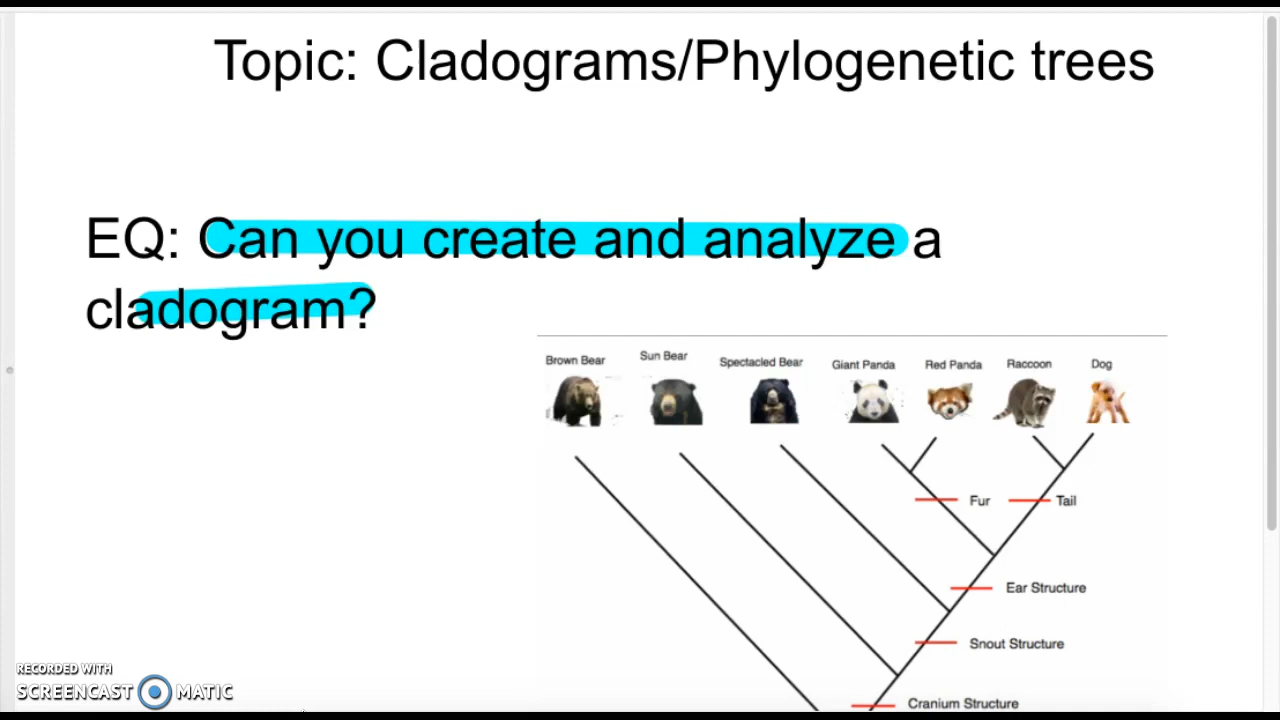 Topic: Cladograms/Phylogenetic trees
EQ: Can you create and analyze a
cladogram?
Brown Bear Sun Bear Spectacled Bear Giant Panda Red Panda Raccoon Dog
Fur Tail
Ear Structure
Snout Structure
Cranium Structure
RECORDED WITH
SCREENCAST MATIC